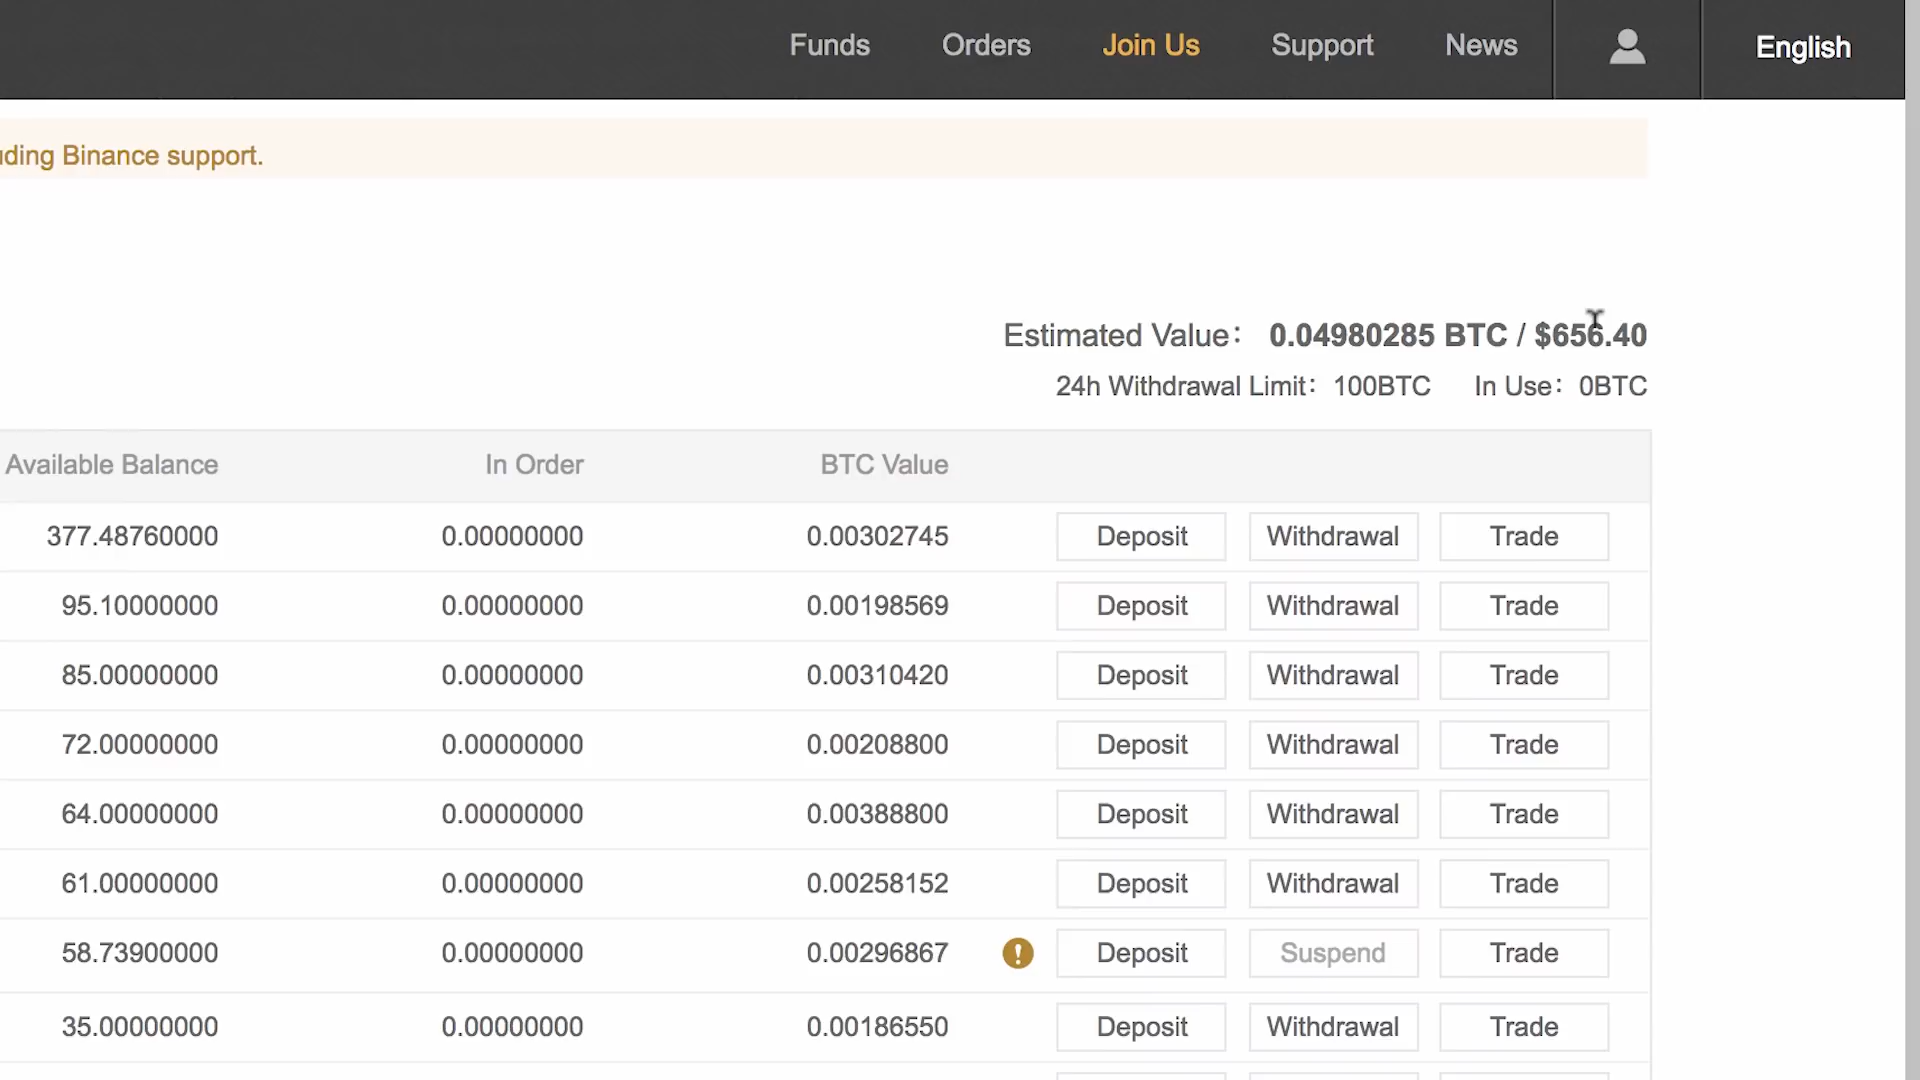 Funds Orders Join Us Support News English
ding Binance support.
Estimated Value: 0.04980285 BTC / $656.40
24h Withdrawal Limit: 100BTC In Use: 0BTC
Available Balance In Order BTC Value
377.48760000 0.00000000 0.00302745 Deposit Withdrawal Trade
95.10000000 0.00000000 0.00198569 Deposit Withdrawal Trade
85.00000000 0.00000000 0.00310420 Deposit Withdrawal Trade
72.00000000 0.00000000 0.00208800 Deposit Withdrawal Trade
64.00000000 0.00000000 0.00388800 Deposit Withdrawal Trade
61.00000000 0.00000000 0.00258152 Deposit Withdrawal Trade
58.73900000 0.00000000 0.00296867 Deposit Suspend Trade
35.00000000 0.00000000 0.00186550 Deposit Withdrawal Trade